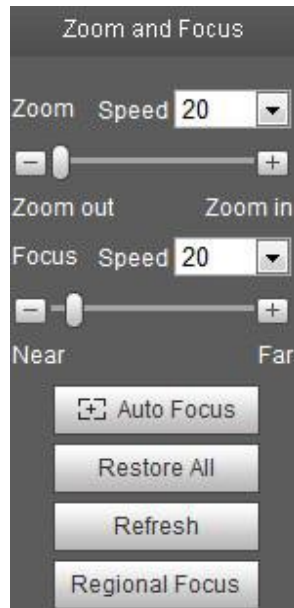 Zoom and Focus
Zoom Speed 20
Zoom out Zoom in
Focus Speed 20
Near Far
Auto Focus
Restore All
Refresh
Regional Focus